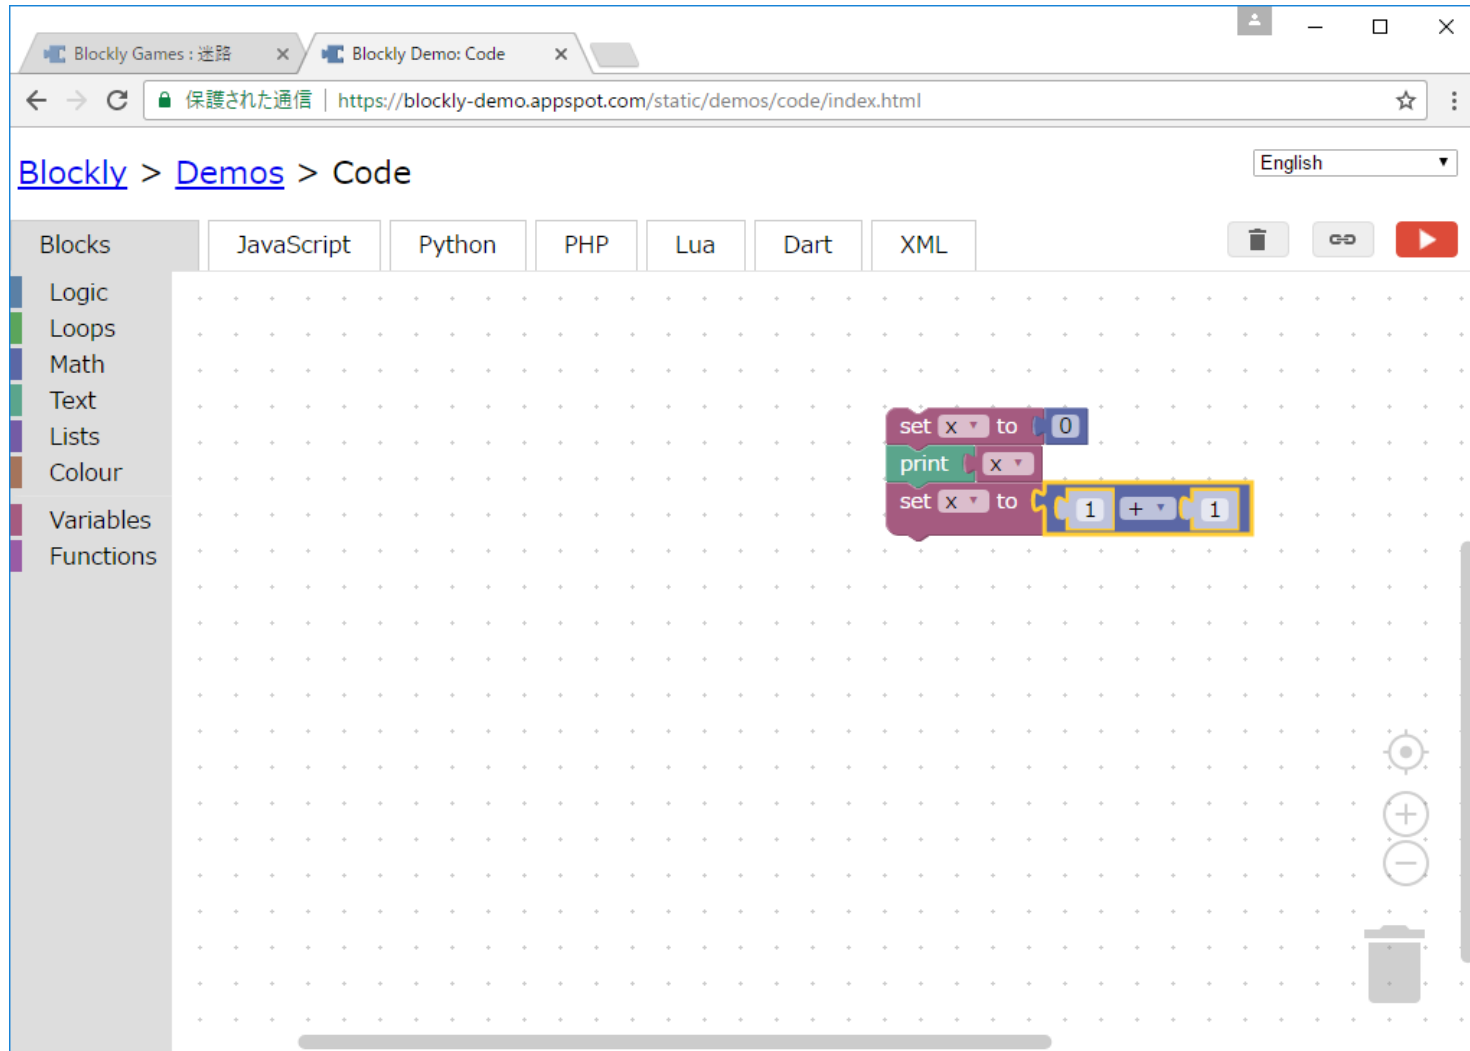 Blockly Games : 迷路
Blockly Demo: Code
保護された通信 | https://blockly-demo.appspot.com/static/demos/code/index.html
Blockly > Demos > Code
English
Blocks
JavaScript
Python
PHP
Lua
Dart
XML
Logic
Loops
Math
Text
Lists
Colour
Variables
Functions
set x to 0
print x
set x to 1 + 1